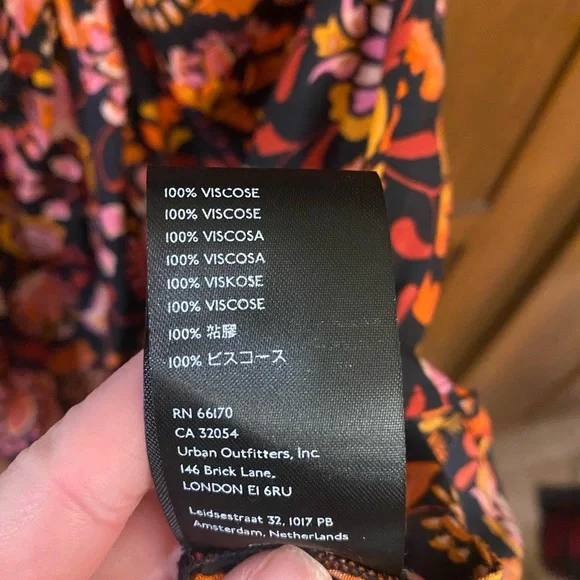 100% VISCOSE
100% VISCOSE
100% VISCOSA
100% VISCOSA
100% VISKOSE
100% VISCOSE
100% 黏膠
100% ビスコース
RN 66170
CA 32054
Urban Outfitters, Inc.
146 Brick Lane,
LONDON E1 6RU
Leidsestraat 32, 1017 PB
Amsterdam, Netherlands